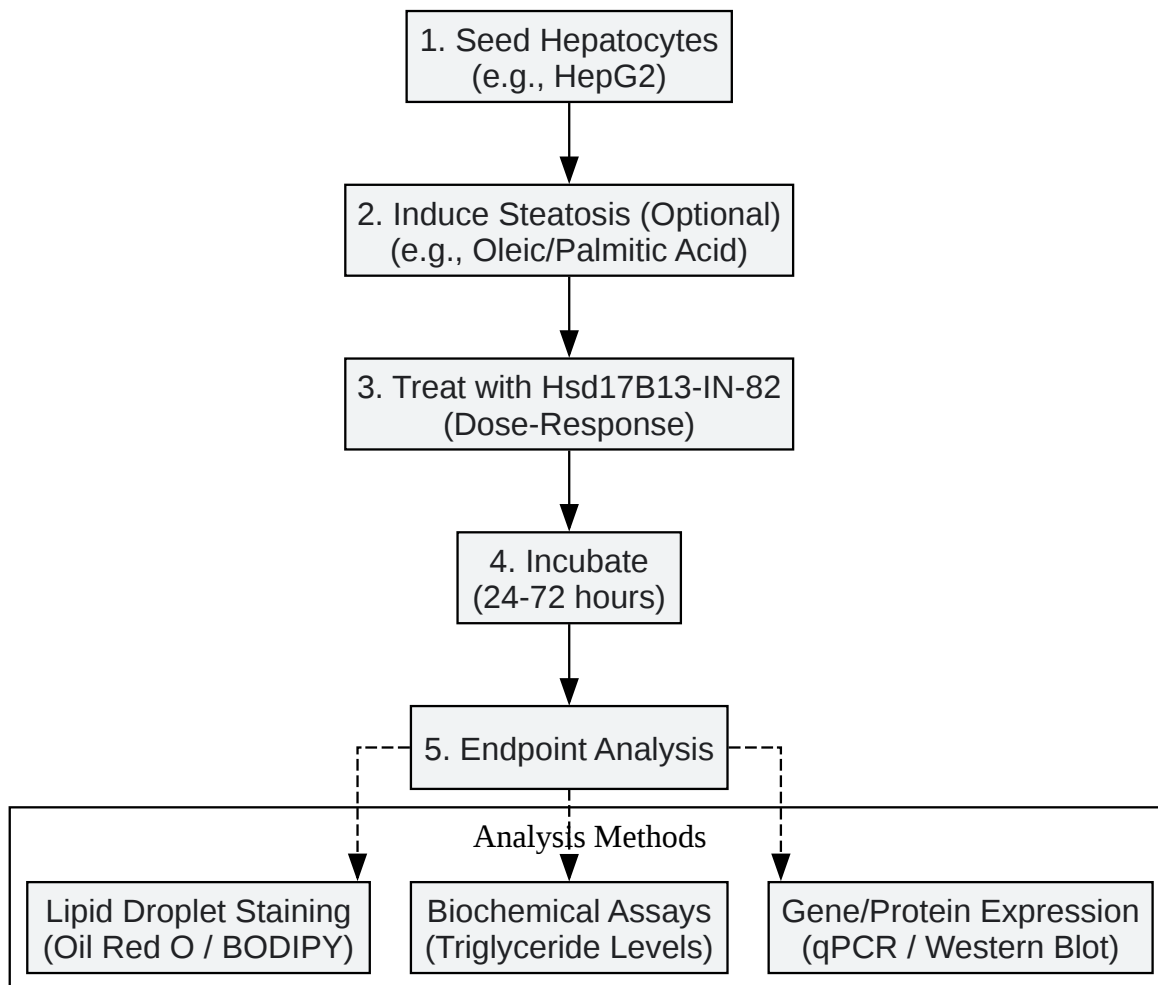 1. Seed Hepatocytes
(e.g., HepG2)
2. Induce Steatosis (Optional)
(e.g., Oleic/Palmitic Acid)
3. Treat with Hsd17B13-IN-82
(Dose-Response)
4. Incubate
(24-72 hours)
5. Endpoint Analysis
Analysis Methods
Lipid Droplet Staining
(Oil Red O / BODIPY)
Biochemical Assays
(Triglyceride Levels)
Gene/Protein Expression
(qPCR / Western Blot)